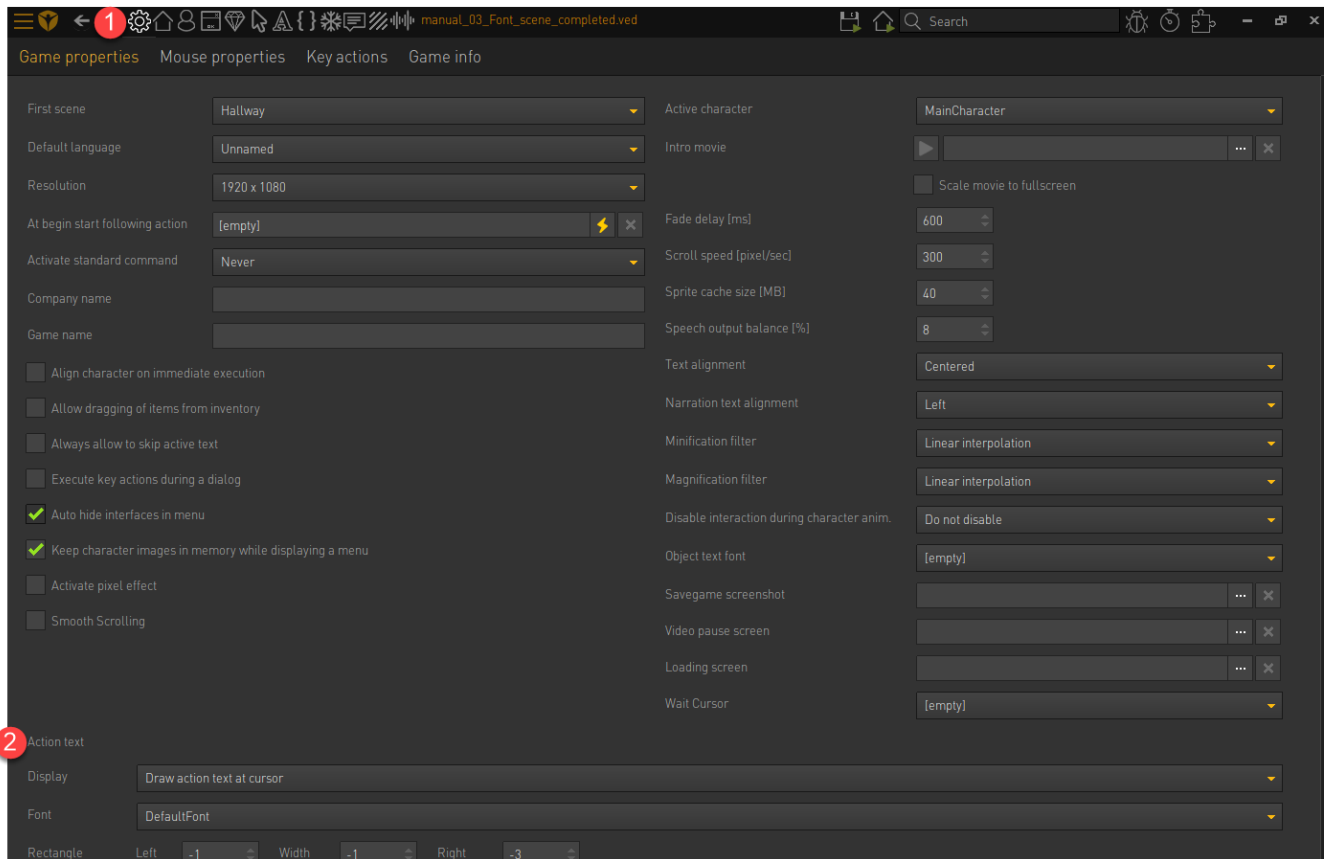 1
manual_03_Font_scene_completed.ved
Search
Game properties Mouse properties Key actions Game info
First scene Hallway
Default language Unnamed
Resolution 1920 x 1080
At begin start following action [empty]
Activate standard command Never
Company name
Game name
Align character on immediate execution
Allow dragging of items from inventory
Always allow to skip active text
Execute key actions during a dialog
Auto hide interfaces in menu
Keep character images in memory while displaying a menu
Activate pixel effect
Smooth Scrolling
Active character MainCharacter
Intro movie ...
Scale movie to fullscreen
Fade delay [ms] 600
Scroll speed [pixel/sec] 300
Sprite cache size [MB] 40
Speech output balance [%] 8
Text alignment Centered
Narration text alignment Left
Minification filter Linear interpolation
Magnification filter Linear interpolation
Disable interaction during character anim. Do not disable
Object text font [empty]
Savegame screenshot ...
Video pause screen ...
Loading screen ...
Wait Cursor [empty]
2 Action text
Display Draw action text at cursor
Font DefaultFont
Rectangle Left -1 Width -1 Right -3